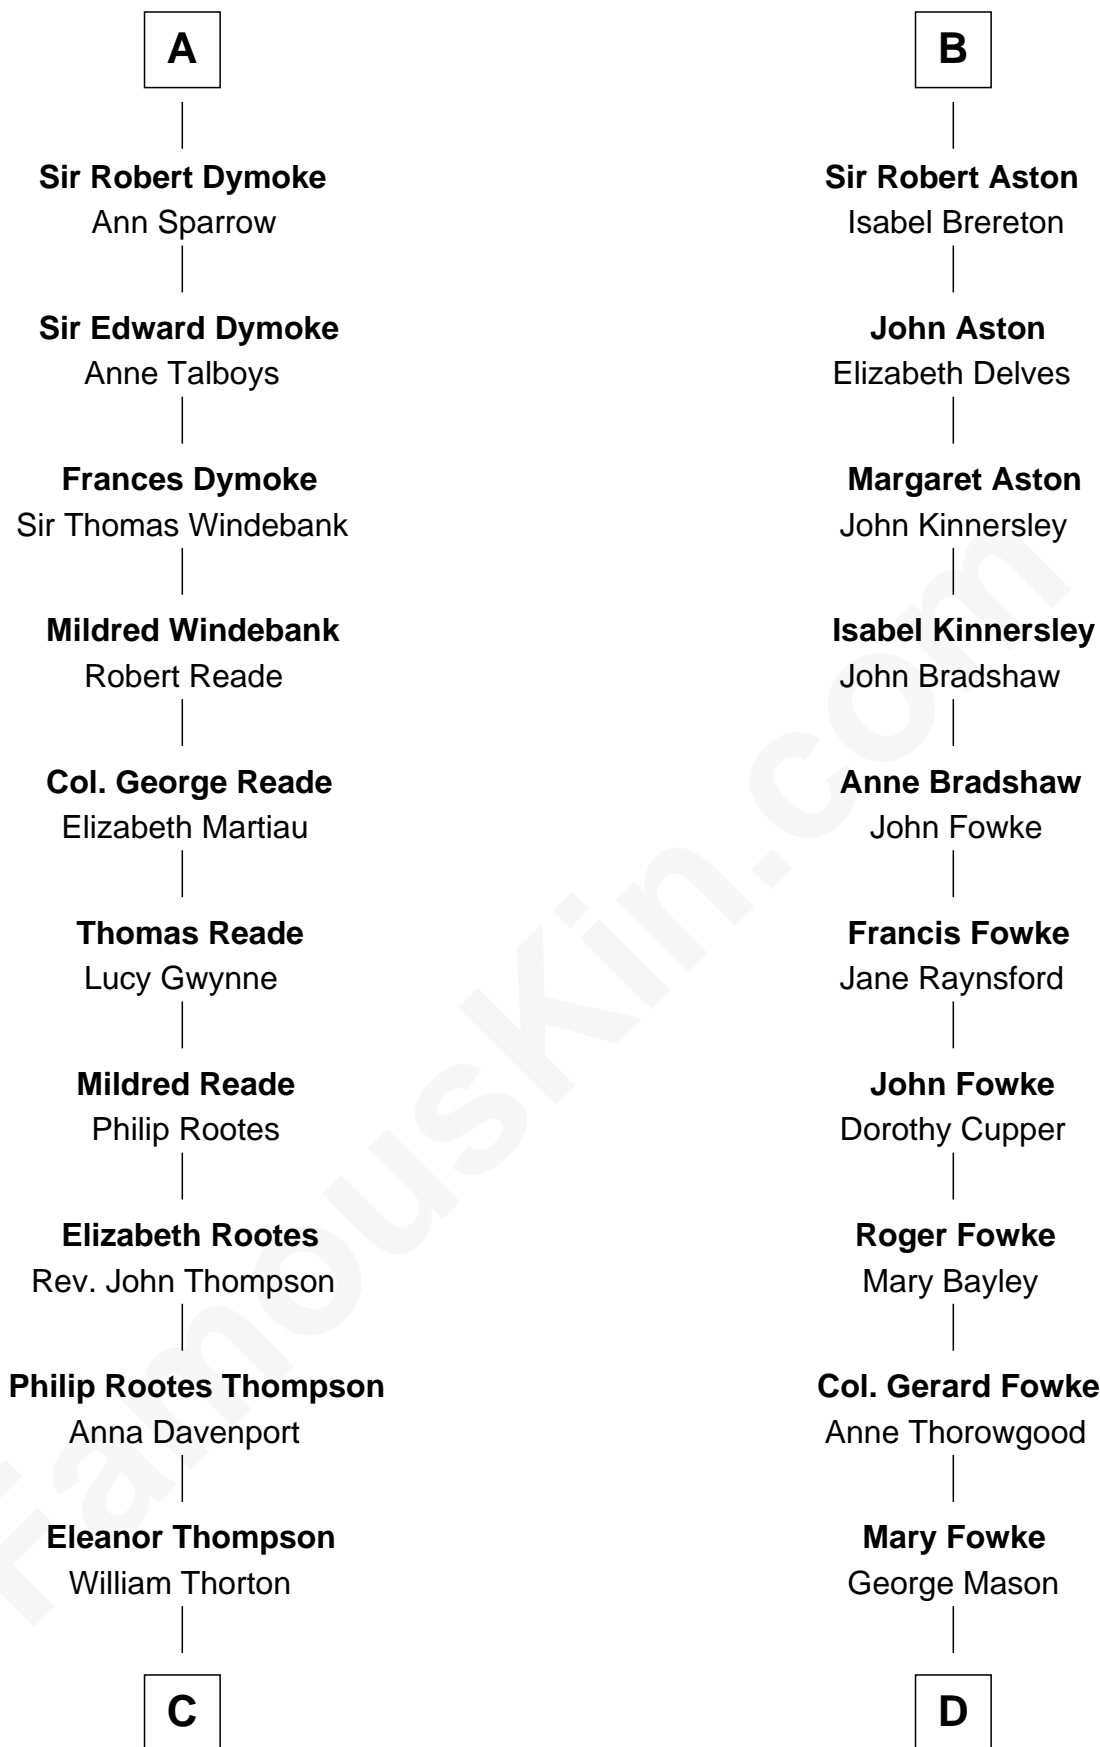 A
Sir Robert Dymoke
Ann Sparrow
Sir Edward Dymoke
Anne Talboys
Frances Dymoke
Sir Thomas Windebank
Mildred Windebank
Robert Reade
Col. George Reade
Elizabeth Martiau
Thomas Reade
Lucy Gwynne
Mildred Reade
Philip Rootes
Elizabeth Rootes
Rev. John Thompson
Philip Rootes Thompson
Anna Davenport
Eleanor Thompson
William Thorton
C
B
Sir Robert Aston
Isabel Brereton
John Aston
Elizabeth Delves
Margaret Aston
John Kinnersley
Isabel Kinnersley
John Bradshaw
Anne Bradshaw
John Fowke
Francis Fowke
Jane Raynsford
John Fowke
Dorothy Cupper
Roger Fowke
Mary Bayley
Col. Gerard Fowke
Anne Thorowgood
Mary Fowke
George Mason
D
FamousKin.com